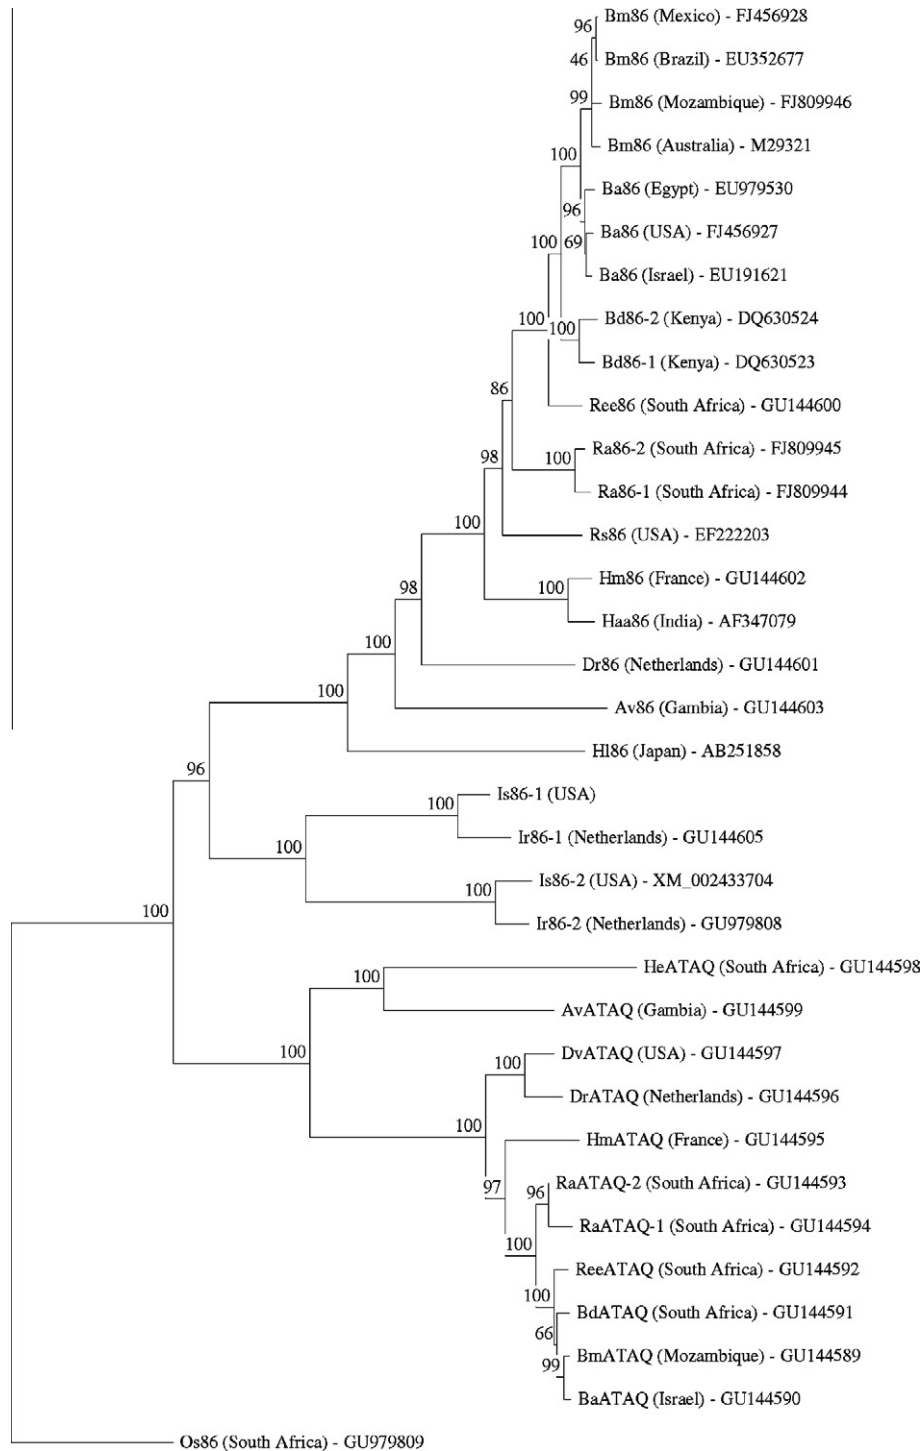 96
Bm86 (Mexico) - FJ456928
46
Bm86 (Brazil) - EU352677
99
Bm86 (Mozambique) - FJ809946
Bm86 (Australia) - M29321
100
Ba86 (Egypt) - EU979530
96
Ba86 (USA) - FJ456927
100
69
Ba86 (Israel) - EU191621
Bd86-2 (Kenya) - DQ630524
100
100
Bd86-1 (Kenya) - DQ630523
86
Ree86 (South Africa) - GU144600
Ra86-2 (South Africa) - FJ809945
98
100
Ra86-1 (South Africa) - FJ809944
100
Rs86 (USA) - EF222203
Hm86 (France) - GU144602
98
100
Haa86 (India) - AF347079
100
Dr86 (Netherlands) - GU144601
100
Av86 (Gambia) - GU144603
Hl86 (Japan) - AB251858
96
Is86-1 (USA)
100
Ir86-1 (Netherlands) - GU144605
100
Is86-2 (USA) - XM_002433704
100
100
Ir86-2 (Netherlands) - GU979808
HeATAQ (South Africa) - GU144598
100
AvATAQ (Gambia) - GU144599
100
DvATAQ (USA) - GU144597
100
DrATAQ (Netherlands) - GU144596
100
HmATAQ (France) - GU144595
97
RaATAQ-2 (South Africa) - GU144593
96
RaATAQ-1 (South Africa) - GU144594
100
ReeATAQ (South Africa) - GU144592
100
BdATAQ (South Africa) - GU144591
66
BmATAQ (Mozambique) - GU144589
99
BaATAQ (Israel) - GU144590
Os86 (South Africa) - GU979809